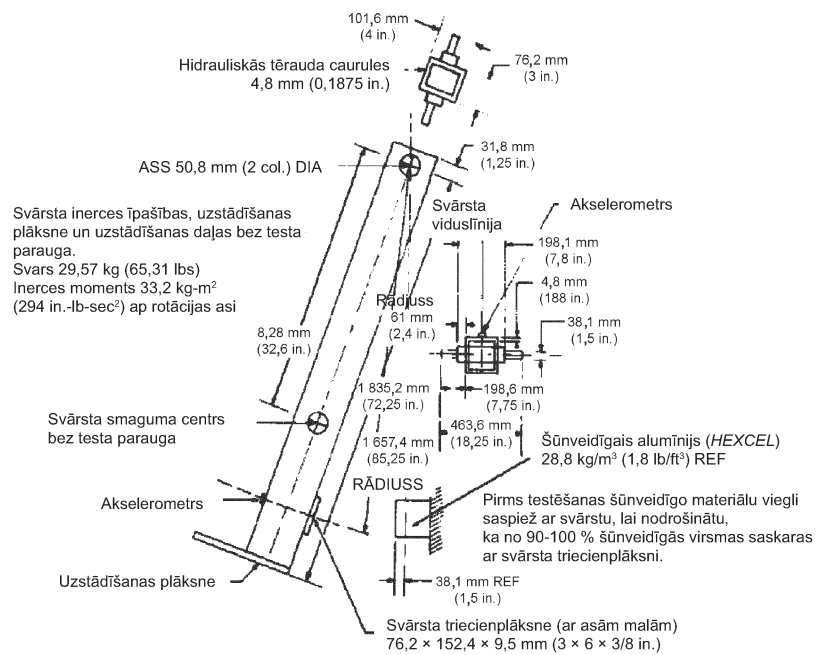 101,6 mm
(4 in.)
Hidrauliskās tērauda caurules
4,8 mm (0,1875 in.)
76,2 mm
(3 in.)
31,8 mm
(1,25 in.)
ASS 50,8 mm (2 col.) DIA
Svārsta
viduslīnija
Akselerometrs
Svārsta inerces īpašības, uzstādīšanas
plāksne un uzstādīšanas daļas bez testa
parauga.
Svars 29,57 kg (65,31 lbs)
Inerces moments 33,2 kg-m²
(294 in.-lb-sec²) ap rotācijas asi
198,1 mm
(7,8 in.)
4,8 mm
(188 in.)
Rādiuss
61 mm
(2,4 in.)
38,1 mm
(1,5 in.)
8,28 mm
(32,6 in.)
1 835,2 mm
(72,25 in.)
198,6 mm
(7,75 in.)
Svārsta smaguma centrs
bez testa parauga
463,6 mm
(18,25 in.)
1 657,4 mm
(85,25 in.)
Šūnveidīgais alumīnijs (HEXCEL)
28,8 kg/m³ (1,8 lb/ft³) REF
RĀDIUSS
Akselerometrs
Pirms testēšanas šūnveidīgo materiālu viegli
saspiež ar svārstu, lai nodrošinātu,
ka no 90-100 % šūnveidīgās virsmas saskaras
ar svārsta triecienplāksni.
Uzstādīšanas plāksne
38,1 mm REF
(1,5 in.)
Svārsta triecienplāksne (ar asām malām)
76,2 × 152,4 × 9,5 mm (3 × 6 × 3/8 in.)